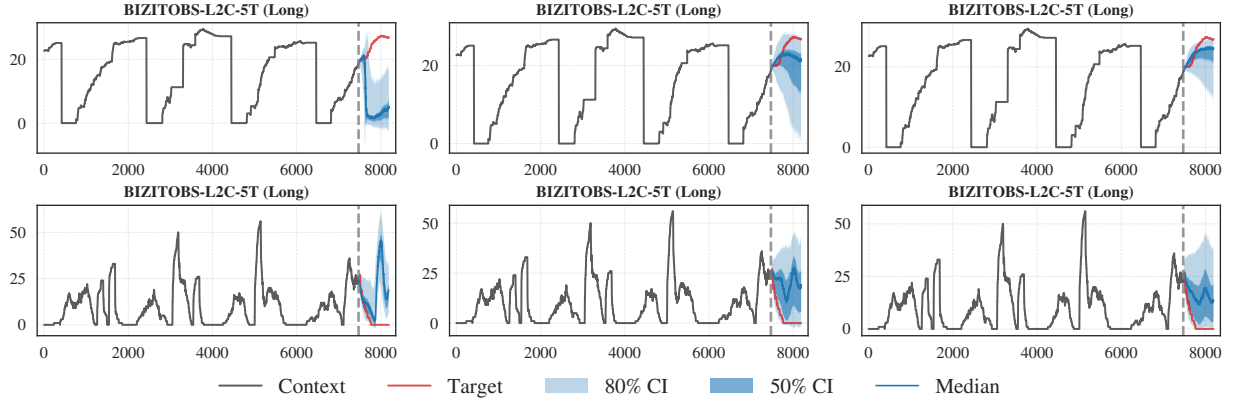 BIZITOBS-L2C-5T (Long) BIZITOBS-L2C-5T (Long) BIZITOBS-L2C-5T (Long)
20 20 20
0 0 0
0 2000 4000 6000 8000 0 2000 4000 6000 8000 0 2000 4000 6000 8000
BIZITOBS-L2C-5T (Long) BIZITOBS-L2C-5T (Long) BIZITOBS-L2C-5T (Long)
50 50 50
25 25 25
0 0 0
0 2000 4000 6000 8000 0 2000 4000 6000 8000 0 2000 4000 6000 8000
Context Target 80% CI 50% CI Median